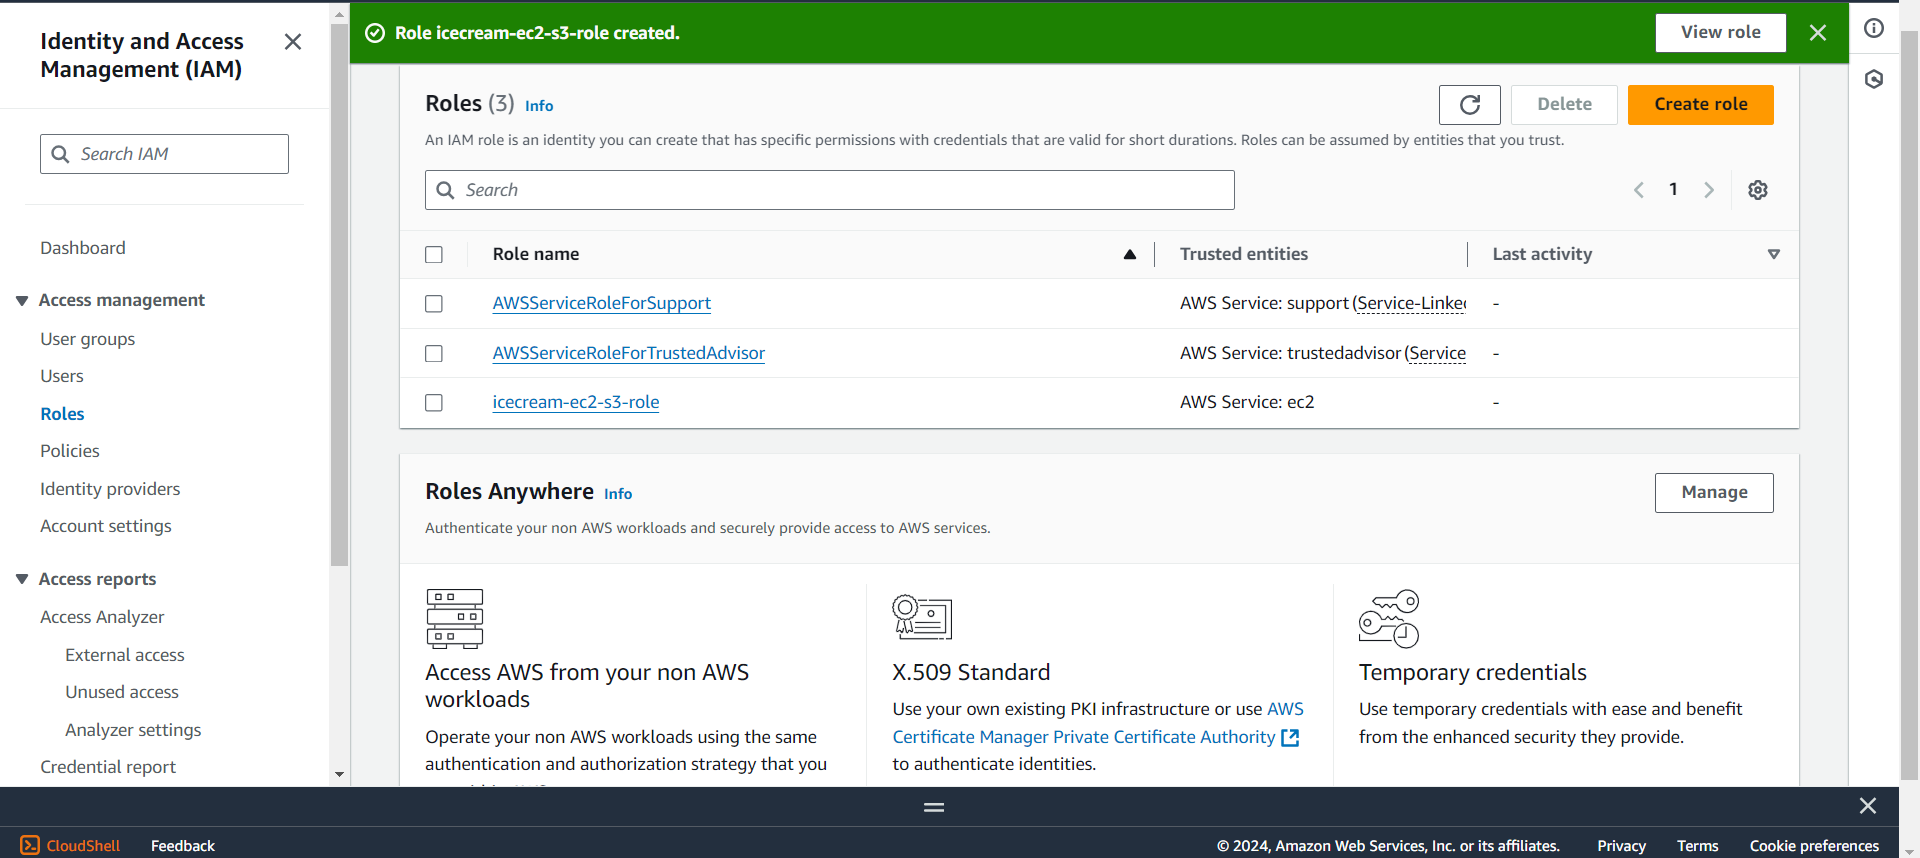 Identity and Access
Management (IAM)
Search IAM
Dashboard
Access management
User groups
Users
Roles
Policies
Identity providers
Account settings
Access reports
Access Analyzer
External access
Unused access
Analyzer settings
Credential report
Role icecream-ec2-s3-role created.
View role
Roles (3) Info
Delete
Create role
An IAM role is an identity you can create that has specific permissions with credentials that are valid for short durations. Roles can be assumed by entities that you trust.
Search
1
Role name
Trusted entities
Last activity
AWSServiceRoleForSupport
AWS Service: support (Service-Linked
-
AWSServiceRoleForTrustedAdvisor
AWS Service: trustedadvisor (Service
-
icecream-ec2-s3-role
AWS Service: ec2
-
Roles Anywhere Info
Manage
Authenticate your non AWS workloads and securely provide access to AWS services.
Access AWS from your non AWS
workloads
Operate your non AWS workloads using the same
authentication and authorization strategy that you
X.509 Standard
Use your own existing PKI infrastructure or use AWS
Certificate Manager Private Certificate Authority
to authenticate identities.
Temporary credentials
Use temporary credentials with ease and benefit
from the enhanced security they provide.
CloudShell
Feedback
© 2024, Amazon Web Services, Inc. or its affiliates.
Privacy
Terms
Cookie preferences